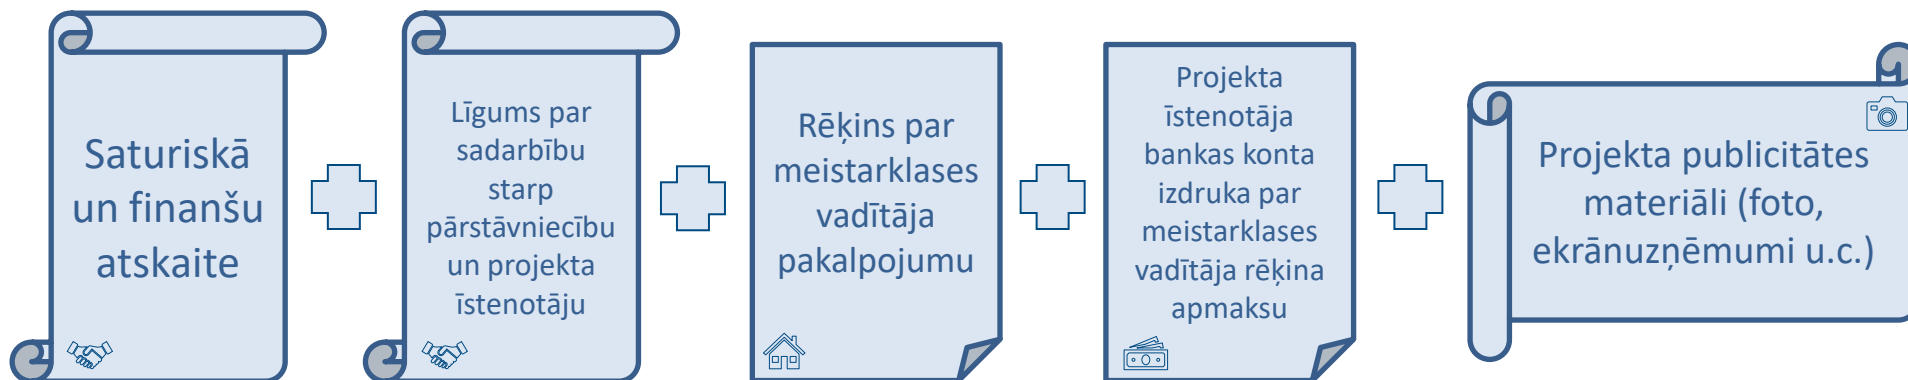 Saturiskā
un finanšu
atskaite
Līgums par
sadarbību
starp
pārstāvniecību
un projekta
īstenotāju
Rēķins par
meistarklases
vadītāja
pakalpojumu
Projekta
īstenotāja
bankas konta
izdruka par
meistarklases
vadītāja rēķina
apmaksu
Projekta publicitātes
materiāli (foto,
ekrānuzņēmumi u.c.)